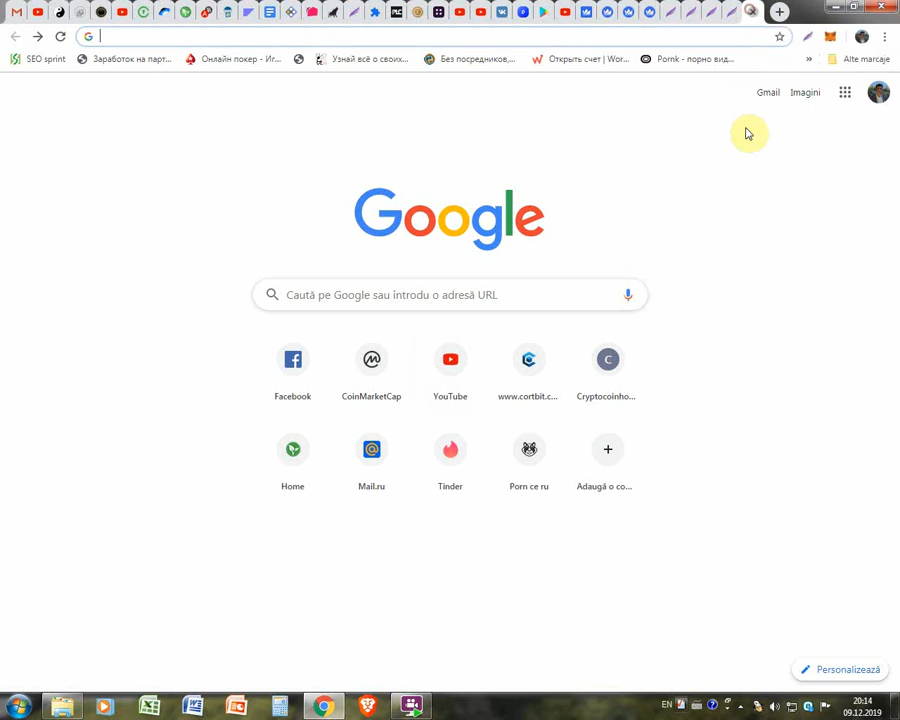 SEO sprint
Заработок на парт...
Онлайн покер - Иг...
Узнай всё о своих...
Без посредников,...
Открыть счет | Wor...
Pornk - порно вид...
»
Alte marcaje
Gmail
Imagini
Google
Caută pe Google sau introdu o adresă URL
Facebook
CoinMarketCap
YouTube
www.cortbit.c...
C
Cryptocoinho...
Home
Mail.ru
Tinder
Porn ce ru
Adaugă o co...
Personalizează
EN
20:14
09.12.2019